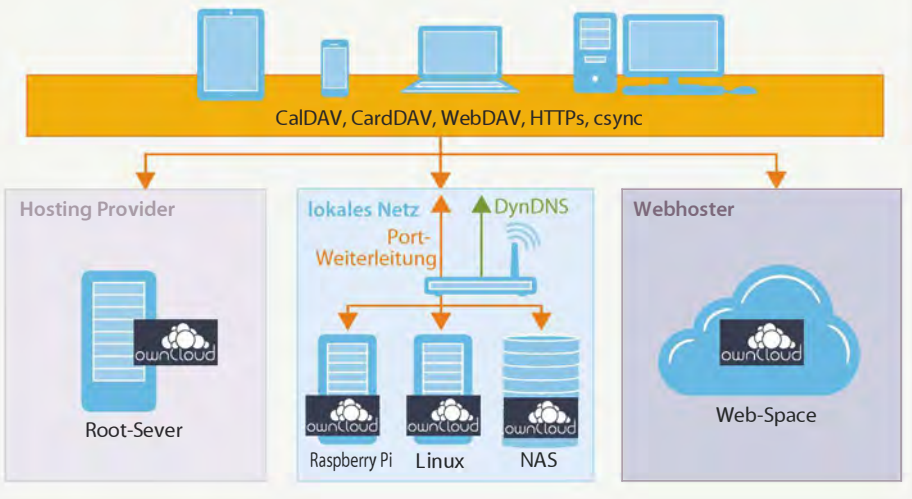 CalDAV, CardDAV, WebDAV, HTTPs, csync
Hosting Provider
ownCloud
Root-Sever
lokales Netz
DynDNS
Port-
Weiterleitung
ownCloud
ownCloud
ownCloud
Raspberry Pi
Linux
NAS
Webhoster
ownCloud
Web-Space